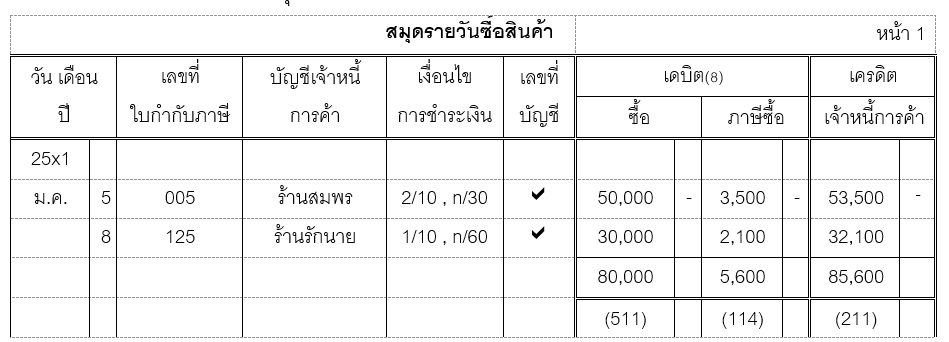 สมุดรายวันซื้อสินค้า หน้า 1
วัน เดือน เลขที่ บัญชีเจ้าหนี้ เงื่อนไข เลขที่ เดบิต(8) เครดิต
ปี ใบกำกับภาษี การค้า การชำระเงิน บัญชี ซื้อ ภาษีซื้อ เจ้าหนี้การค้า
25x1
ม.ค. 5 005 ร้านสมพร 2/10 , n/30 ✔ 50,000 - 3,500 - 53,500 -
8 125 ร้านรักนาย 1/10 , n/60 ✔ 30,000 2,100 32,100
80,000 5,600 85,600
(511) (114) (211)